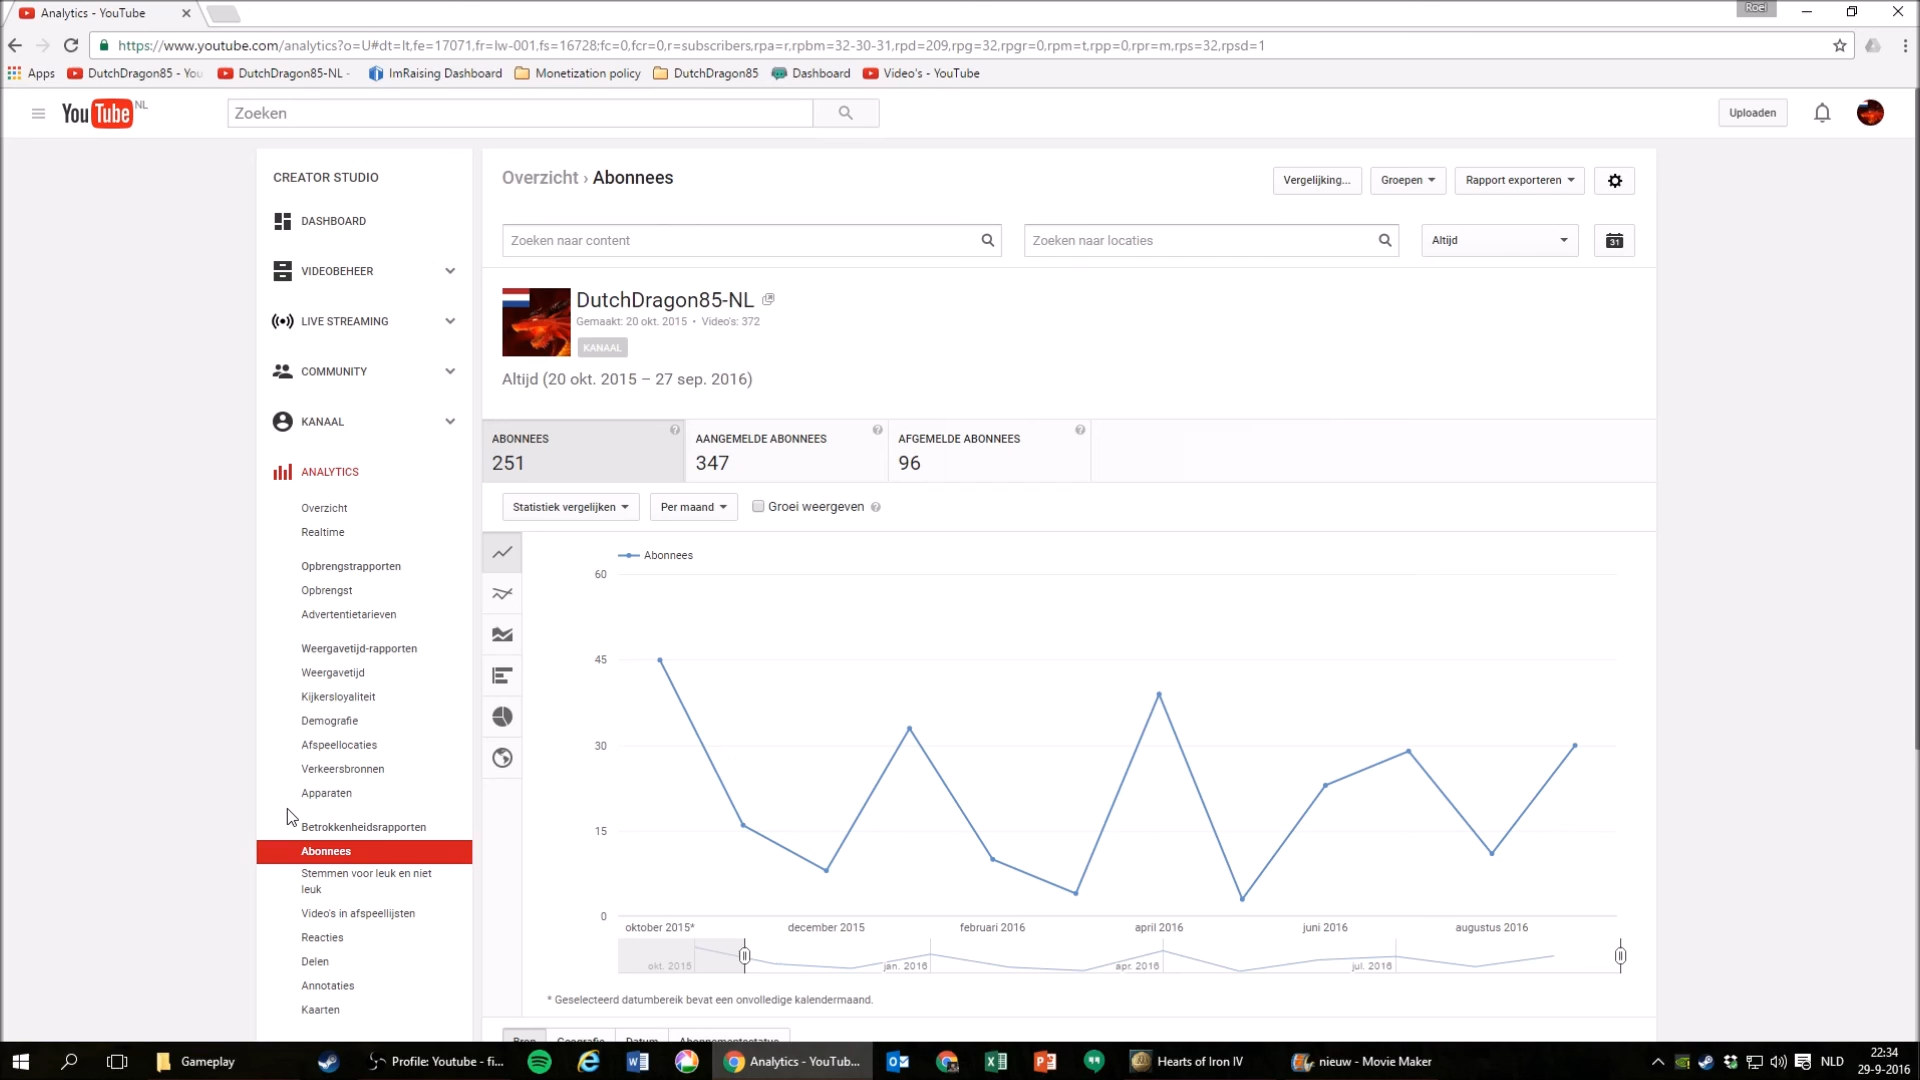 Analytics - YouTube
Roel
https://www.youtube.com/analytics?o=U#dt=lt,fe=17071,fr=lw-001,fs=16728;fc=0,fcr=0,r=subscribers,rpa=r,rpbm=32-30-31,rpd=209,rpg=32,rpgr=0,rpm=t,rpp=0,rpr=m,rps=32,rpsd=1
Apps DutchDragon85 - You DutchDragon85-NL - ImRaising Dashboard Monetization policy DutchDragon85 Dashboard Video's - YouTube
YouTube NL
Zoeken
Uploaden
CREATOR STUDIO
DASHBOARD
VIDEOBEHEER
LIVE STREAMING
COMMUNITY
KANAAL
ANALYTICS
Overzicht
Realtime
Opbrengstrapporten
Opbrengst
Advertentietarieven
Weergavetijd-rapporten
Weergavetijd
Kijkersloyaliteit
Demografie
Afspeellocaties
Verkeersbronnen
Apparaten
Betrokkenheidsrapporten
Abonnees
Stemmen voor leuk en niet
leuk
Video's in afspeellijsten
Reacties
Delen
Annotaties
Kaarten
Overzicht › Abonnees
Vergelijking... Groepen Rapport exporteren
Zoeken naar content Zoeken naar locaties Altijd 31
DutchDragon85-NL
Gemaakt: 20 okt. 2015 • Video's: 372
KANAAL
Altijd (20 okt. 2015 – 27 sep. 2016)
ABONNEES ? AANGEMELDE ABONNEES ? AFGEMELDE ABONNEES ?
251 347 96
Statistiek vergelijken Per maand Groei weergeven ?
Abonnees
60
45
30
15
0
oktober 2015* december 2015 februari 2016 april 2016 juni 2016 augustus 2016
okt. 2015 jan. 2016 apr. 2016 jul. 2016
* Geselecteerd datumbereik bevat een onvolledige kalendermaand.
Bron Geografie Datum Abonnementsstatus
Gameplay Profile: Youtube - fi... Analytics - YouTub... Hearts of Iron IV nieuw - Movie Maker NLD
22:34
29-9-2016